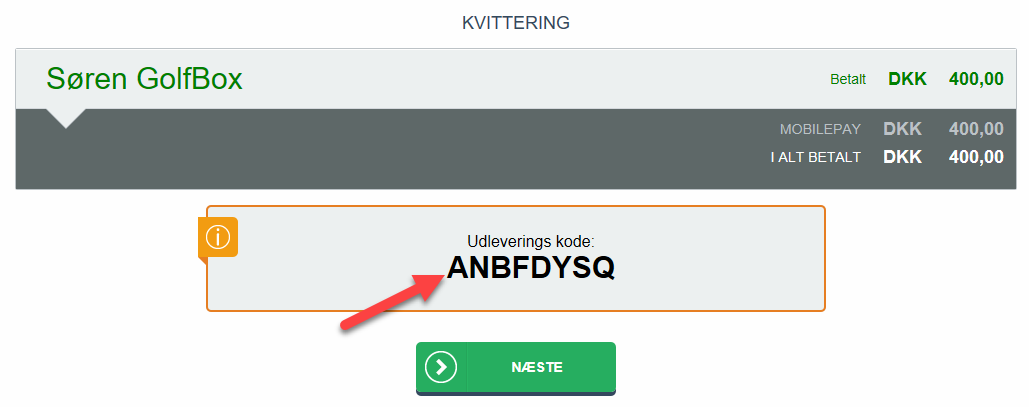 KVITTERING
Søren GolfBox
Betalt DKK 400,00
MOBILEPAY DKK 400,00
I ALT BETALT DKK 400,00
Udleverings kode:
ANBFDYSQ
NÆSTE